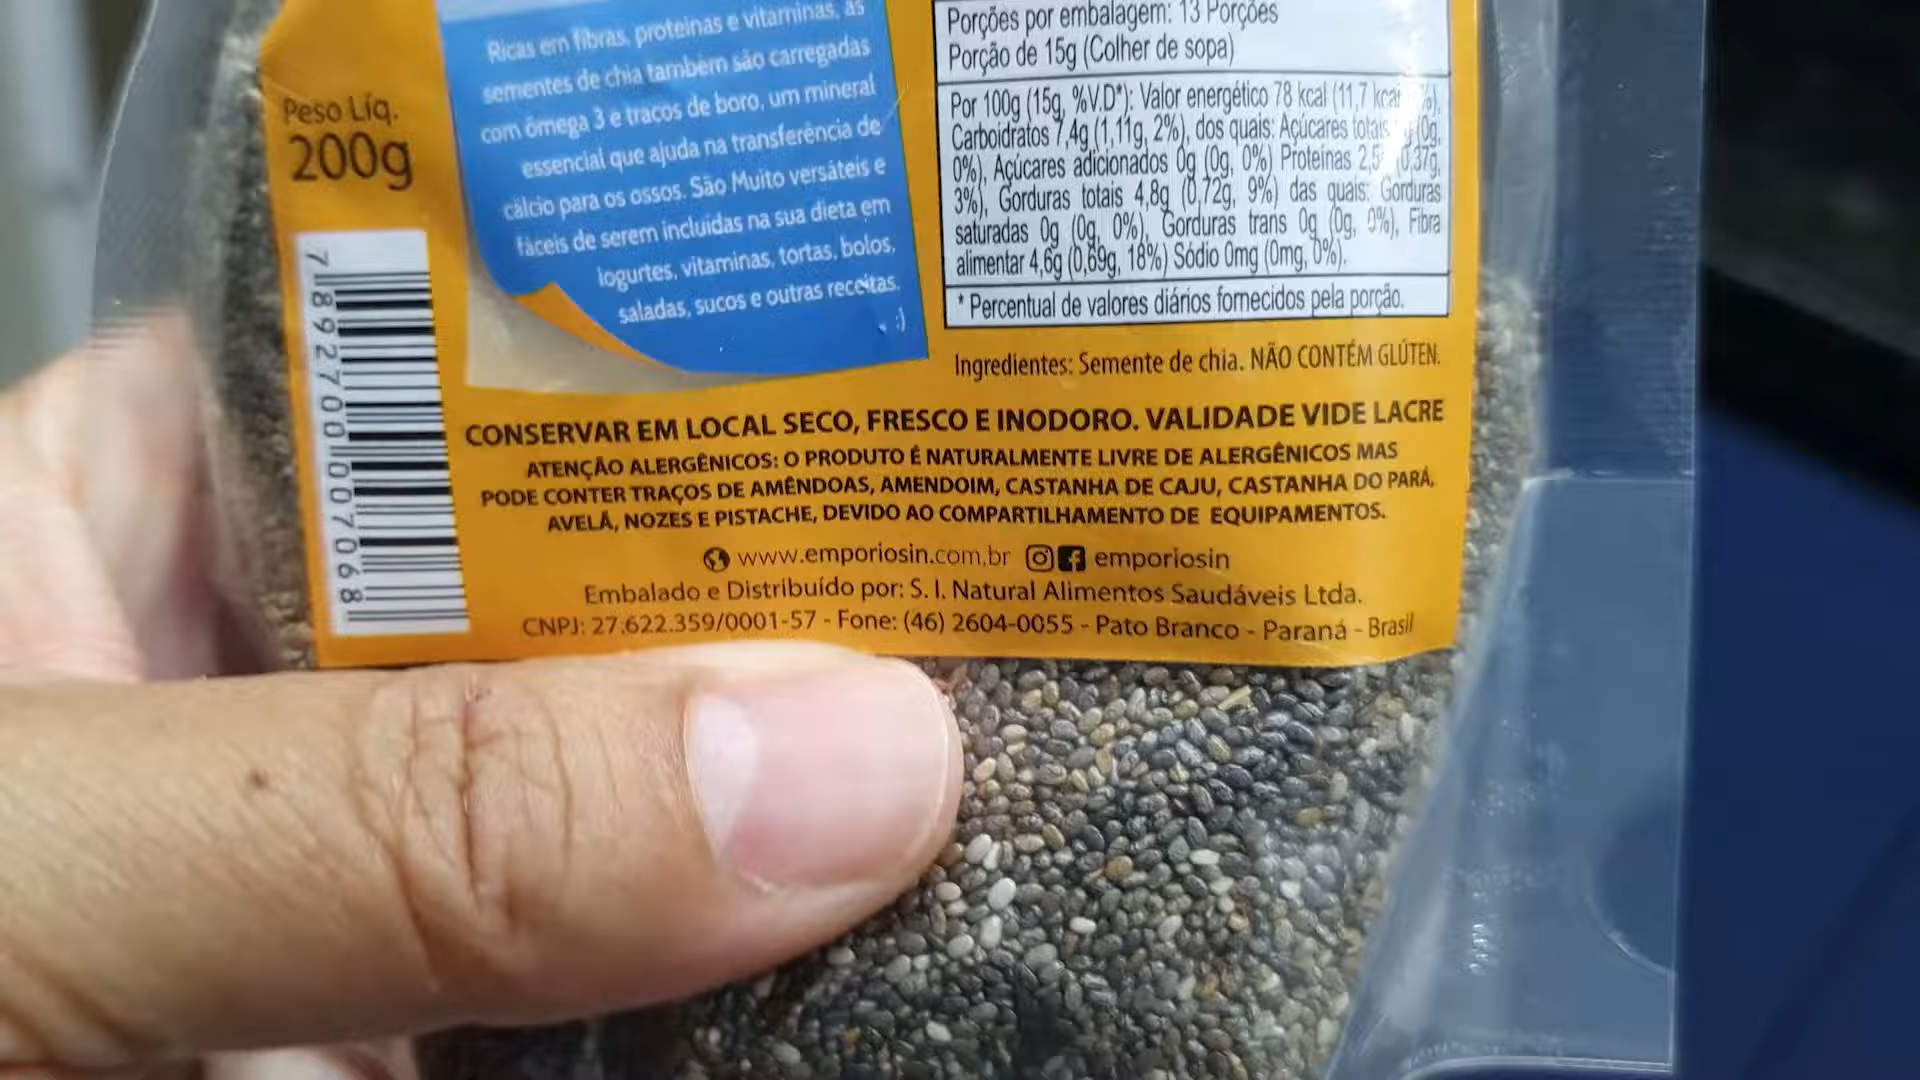 Peso Líq.
200g
Ricas em fibras, proteínas e vitaminas, as
sementes de chia também são carregadas
com ômega 3 e traços de boro, um mineral
essencial que ajuda na transferência de
cálcio para os ossos. São Muito versáteis e
fáceis de serem incluídas na sua dieta em
Iogurtes, vitaminas, tortas, bolos,
saladas, sucos e outras receitas.
:)
Porções por embalagem: 13 Porções
Porção de 15g (Colher de sopa)
Por 100g (15g, %V.D*): Valor energético 78 kcal (11,7 kcal
Carboidratos 7,4g (1,11g, 2%), dos quais: Açúcares totais (0g,
0%), Açúcares adicionados 0g (0g, 0%) Proteínas (0,37g,
3%), Gorduras totais 4,8g (0,72g, 9%) das quais: Gorduras
saturadas 0g (0g, 0%), Gorduras trans 0g (0g, 0%), Fibra
alimentar 4,6g (0,69g, 18%) Sódio 0mg (0mg, 0%).
* Percentual de valores diários fornecidos pela porção.
Ingredientes: Semente de chia. NÃO CONTÉM GLÚTEN.
7 892700 007068
CONSERVAR EM LOCAL SECO, FRESCO E INODORO. VALIDADE VIDE LACRE
ATENÇÃO ALERGÊNICOS: O PRODUTO É NATURALMENTE LIVRE DE ALERGÊNICOS MAS
PODE CONTER TRAÇOS DE AMÊNDOAS, AMENDOIM, CASTANHA DE CAJU, CASTANHA DO PARÁ,
AVELÃ, NOZES E PISTACHE, DEVIDO AO COMPARTILHAMENTO DE EQUIPAMENTOS.
www.emporiosin.com.br emporiosin
Embalado e Distribuído por: S. I. Natural Alimentos Saudáveis Ltda.
CNPJ: 27.622.359/0001-57 - Fone: (46) 2604-0055 - Pato Branco - Paraná - Brasil